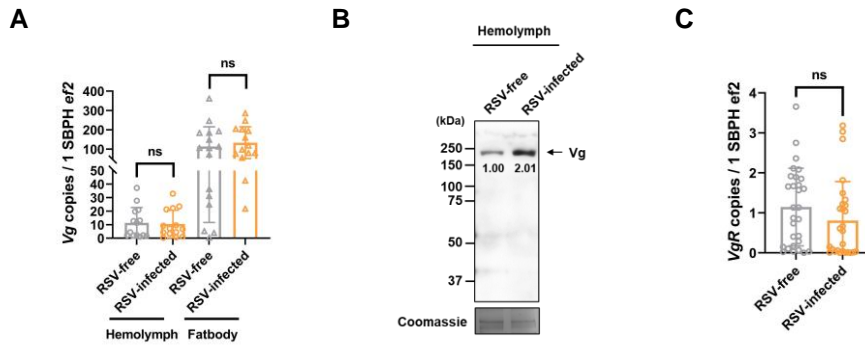 A
Vg copies / 1 SBPH ef2
400
300
200
100
50
40
30
20
10
0
ns
ns
RSV-free
RSV-infected
RSV-free
RSV-infected
Hemolymph
Fatbody
B
Hemolymph
RSV-free
RSV-infected
(kDa)
250
150
100
75
50
37
← Vg
1.00 2.01
Coomassie
C
VgR copies / 1 SBPH ef2
4
3
2
1
0
ns
RSV-free
RSV-infected